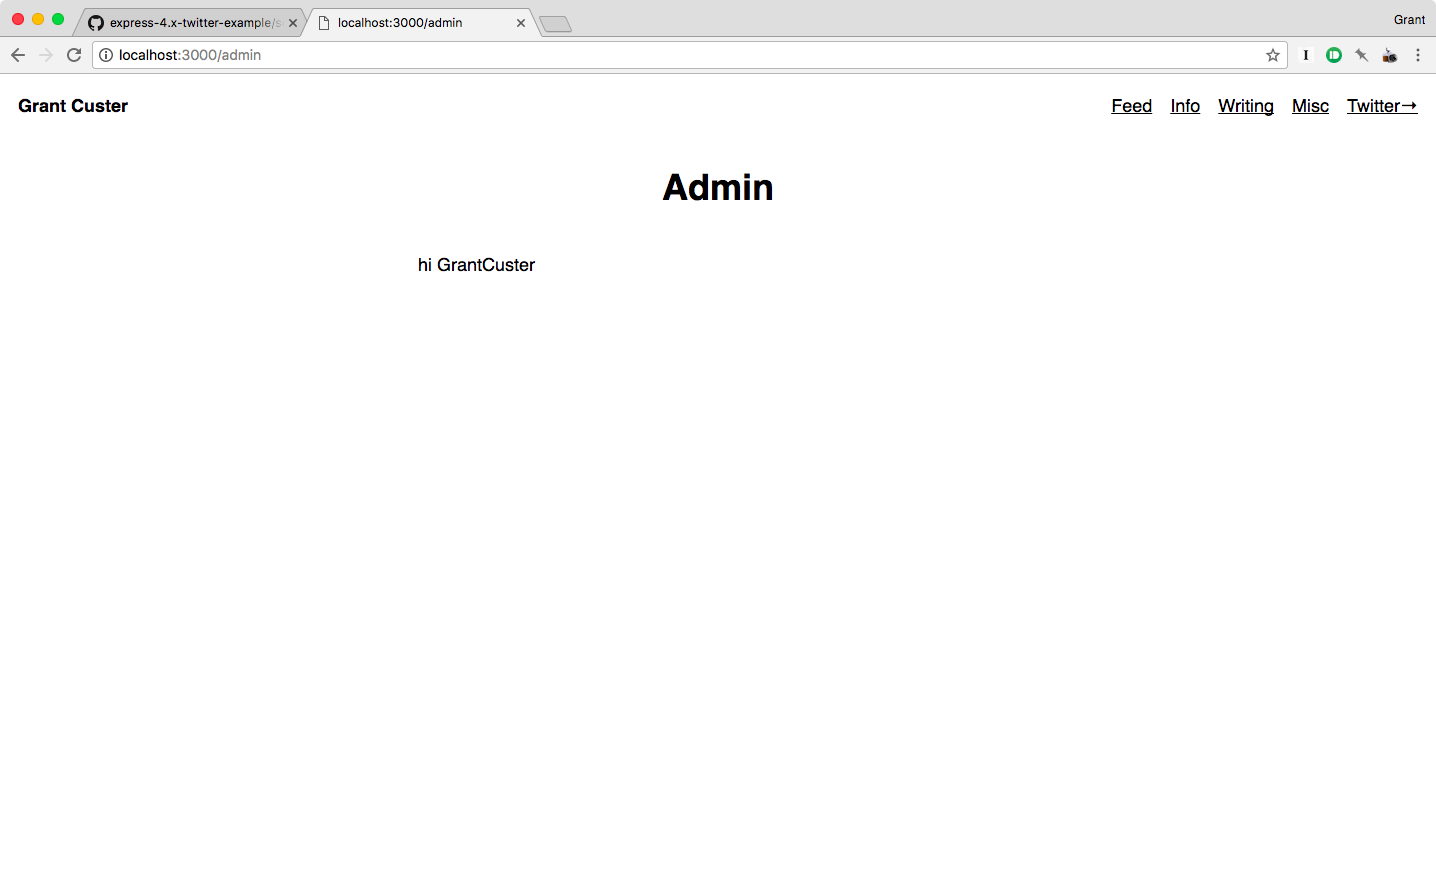 express-4.x-twitter-example/s
localhost:3000/admin
Grant
localhost:3000/admin
Grant Custer
Feed Info Writing Misc Twitter→
Admin
hi GrantCuster